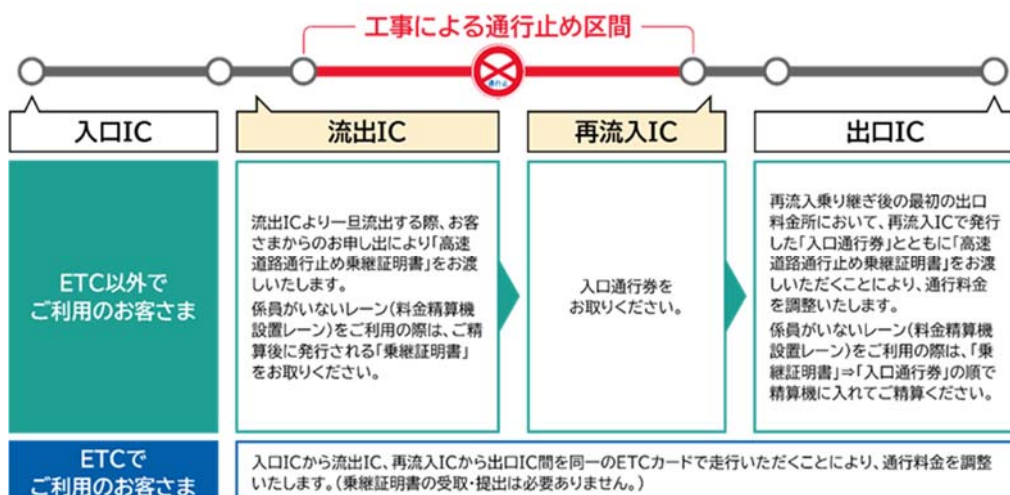 工事による通行止め区間
通行止
入口IC
流出IC
再流入IC
出口IC
ETC以外で
ご利用のお客さま
流出ICより一旦流出する際、お客
さまからのお申し出により「高速
道路通行止め乗継証明書」をお渡
しいたします。
係員がいないレーン(料金精算機
設置レーン)をご利用の際は、ご精
算後に発行される「乗継証明書」
をお取りください。
入口通行券を
お取りください。
再流入乗り継ぎ後の最初の出口
料金所において、再流入ICで発行
した「入口通行券」とともに「高速
道路通行止め乗継証明書」をお渡
しいただくことにより、通行料金
を調整いたします。
係員がいないレーン(料金精算機
設置レーン)をご利用の際は、「乗
継証明書」⇒「入口通行券」の順で
精算機に入れてご精算ください。
ETCで
ご利用のお客さま
入口ICから流出IC、再流入ICから出口IC間を同一のETCカードで走行いただくことにより、通行料金を調整
いたします。(乗継証明書の受取・提出は必要ありません。)